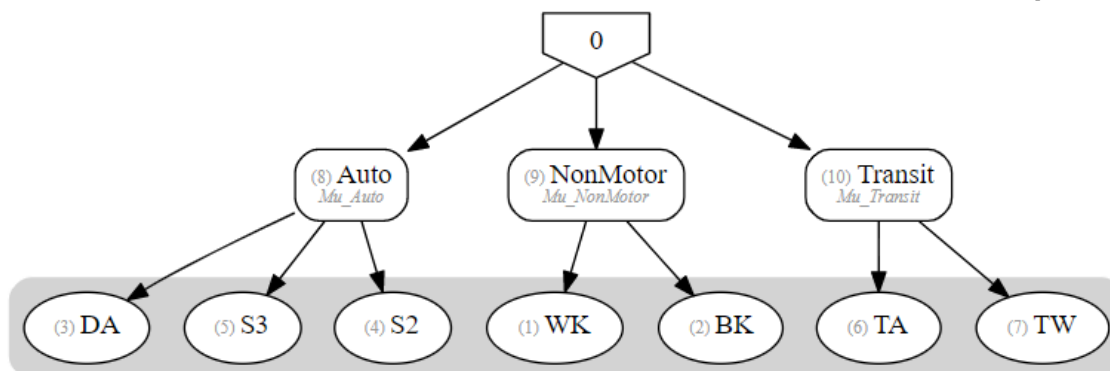 0
(8) Auto
Mu_Auto
(9) NonMotor
Mu_NonMotor
(10) Transit
Mu_Transit
(3) DA
(5) S3
(4) S2
(1) WK
(2) BK
(6) TA
(7) TW